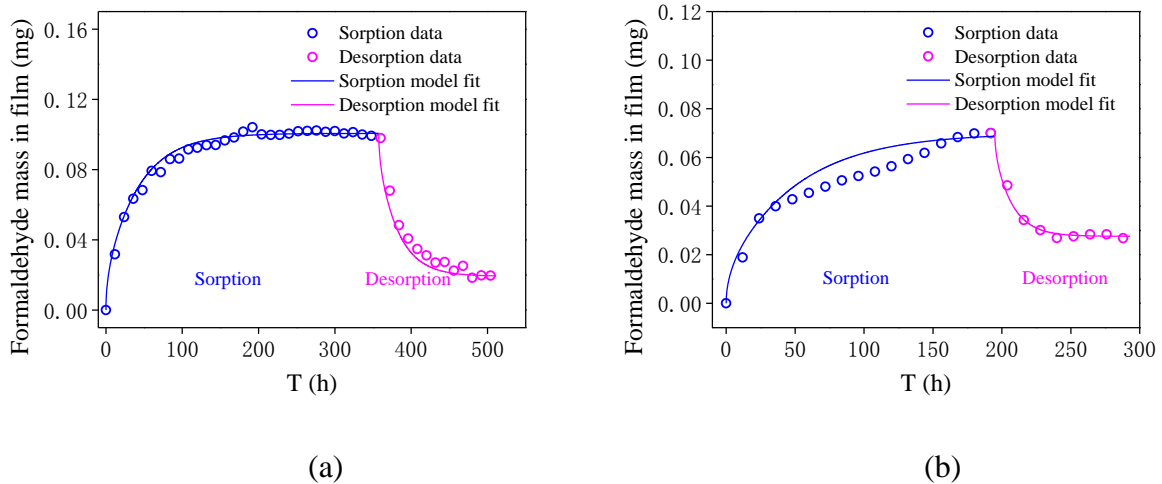 0.16
0.12
0.08
0.04
0.00
Formaldehyde mass in film (mg)
Sorption data
Desorption data
Sorption model fit
Desorption model fit
Sorption
Desorption
0 100 200 300 400 500
T (h)
(a)
0.12
0.10
0.08
0.06
0.04
0.02
0.00
Formaldehyde mass in film (mg)
Sorption data
Desorption data
Sorption model fit
Desorption model fit
Sorption
Desorption
0 50 100 150 200 250 300
T (h)
(b)